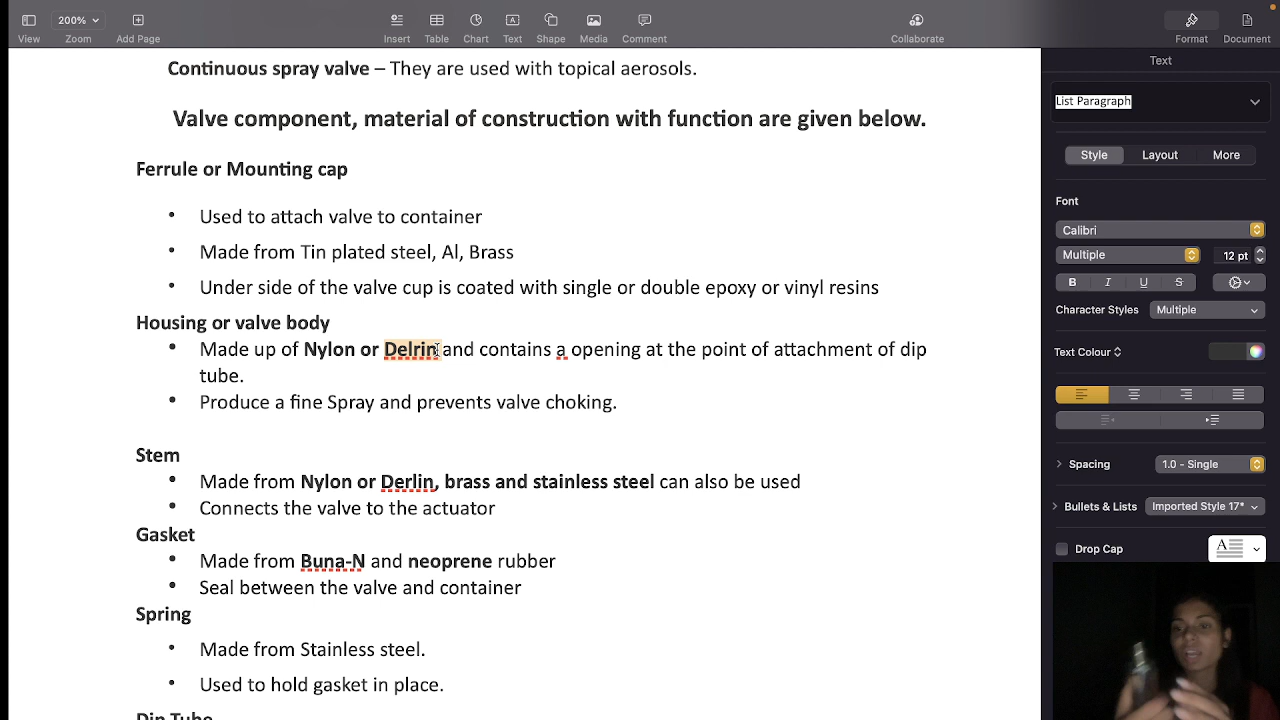 200%
View
Zoom
Add Page
Insert
Table
Chart
Text
Shape
Media
Comment
Collaborate
Format
Document
Continuous spray valve – They are used with topical aerosols.
Valve component, material of construction with function are given below.
Ferrule or Mounting cap
• Used to attach valve to container
• Made from Tin plated steel, Al, Brass
• Under side of the valve cup is coated with single or double epoxy or vinyl resins
Housing or valve body
• Made up of Nylon or Delrin and contains a opening at the point of attachment of dip
tube.
• Produce a fine Spray and prevents valve choking.
Stem
• Made from Nylon or Derlin, brass and stainless steel can also be used
• Connects the valve to the actuator
Gasket
• Made from Buna-N and neoprene rubber
• Seal between the valve and container
Spring
• Made from Stainless steel.
• Used to hold gasket in place.
Dip Tube
Text
List Paragraph
Style
Layout
More
Font
Calibri
Multiple
12 pt
B I U S
Character Styles
Multiple
Text Colour
Spacing
1.0 - Single
Bullets & Lists
Imported Style 17*
Drop Cap
A